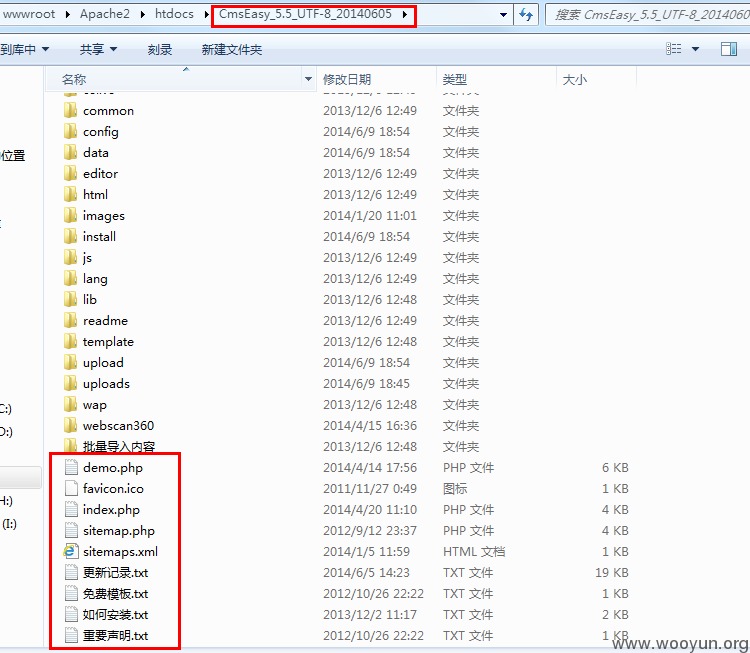 wwwroot Apache2 htdocs CmsEasy_5.5_UTF-8_20140605 搜索 CmsEasy_5.5_UTF-8_201406
到库中 共享 刻录 新建文件夹
名称 修改日期 类型 大小
common 2013/12/6 12:49 文件夹
config 2014/6/9 18:54 文件夹
data 2014/6/9 18:54 文件夹
editor 2013/12/6 12:49 文件夹
html 2013/12/6 12:49 文件夹
images 2014/1/20 11:01 文件夹
install 2014/6/9 18:54 文件夹
js 2013/12/6 12:49 文件夹
lang 2013/12/6 12:49 文件夹
lib 2013/12/6 12:48 文件夹
readme 2013/12/6 12:49 文件夹
template 2013/12/6 12:49 文件夹
upload 2014/6/9 18:54 文件夹
uploads 2014/6/9 18:45 文件夹
wap 2013/12/6 12:48 文件夹
webscan360 2014/4/15 16:36 文件夹
批量导入内容 2013/12/6 12:48 文件夹
demo.php 2014/4/14 17:56 PHP 文件 6 KB
favicon.ico 2011/11/27 0:49 图标 1 KB
index.php 2014/4/20 11:10 PHP 文件 4 KB
sitemap.php 2012/9/12 23:37 PHP 文件 4 KB
sitemaps.xml 2014/1/5 11:59 HTML 文档 1 KB
更新记录.txt 2014/6/5 14:23 TXT 文件 19 KB
免费模板.txt 2012/10/26 22:22 TXT 文件 1 KB
如何安装.txt 2013/12/2 11:17 TXT 文件 2 KB
重要声明.txt 2012/10/26 22:22 TXT 文件 1 KB
位置
C:)
D:)
H:)
(I:)
www.wooyun.org